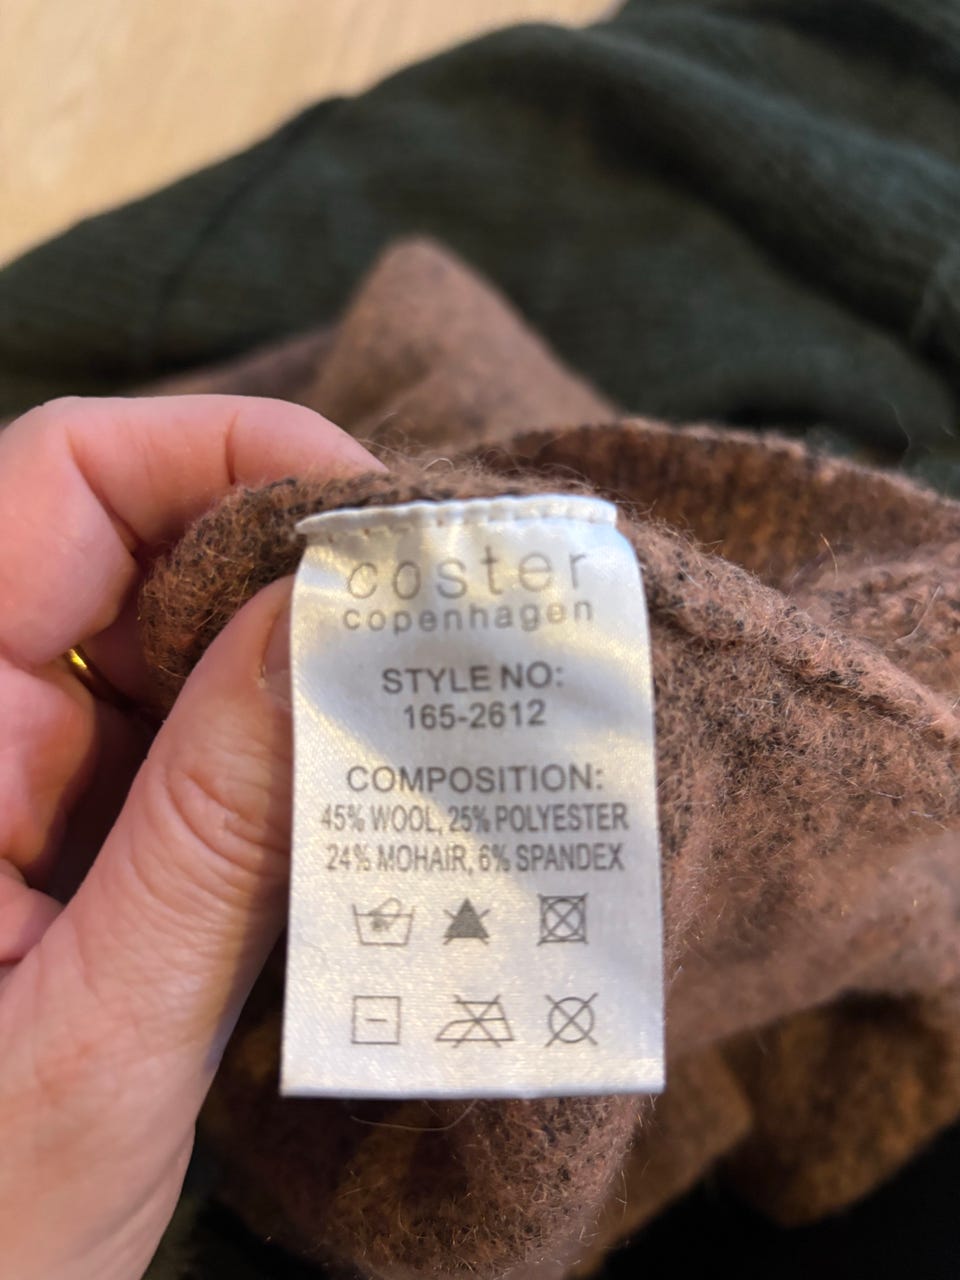 coster
copenhagen
STYLE NO:
165-2612
COMPOSITION:
45% WOOL, 25% POLYESTER
24% MOHAIR, 6% SPANDEX